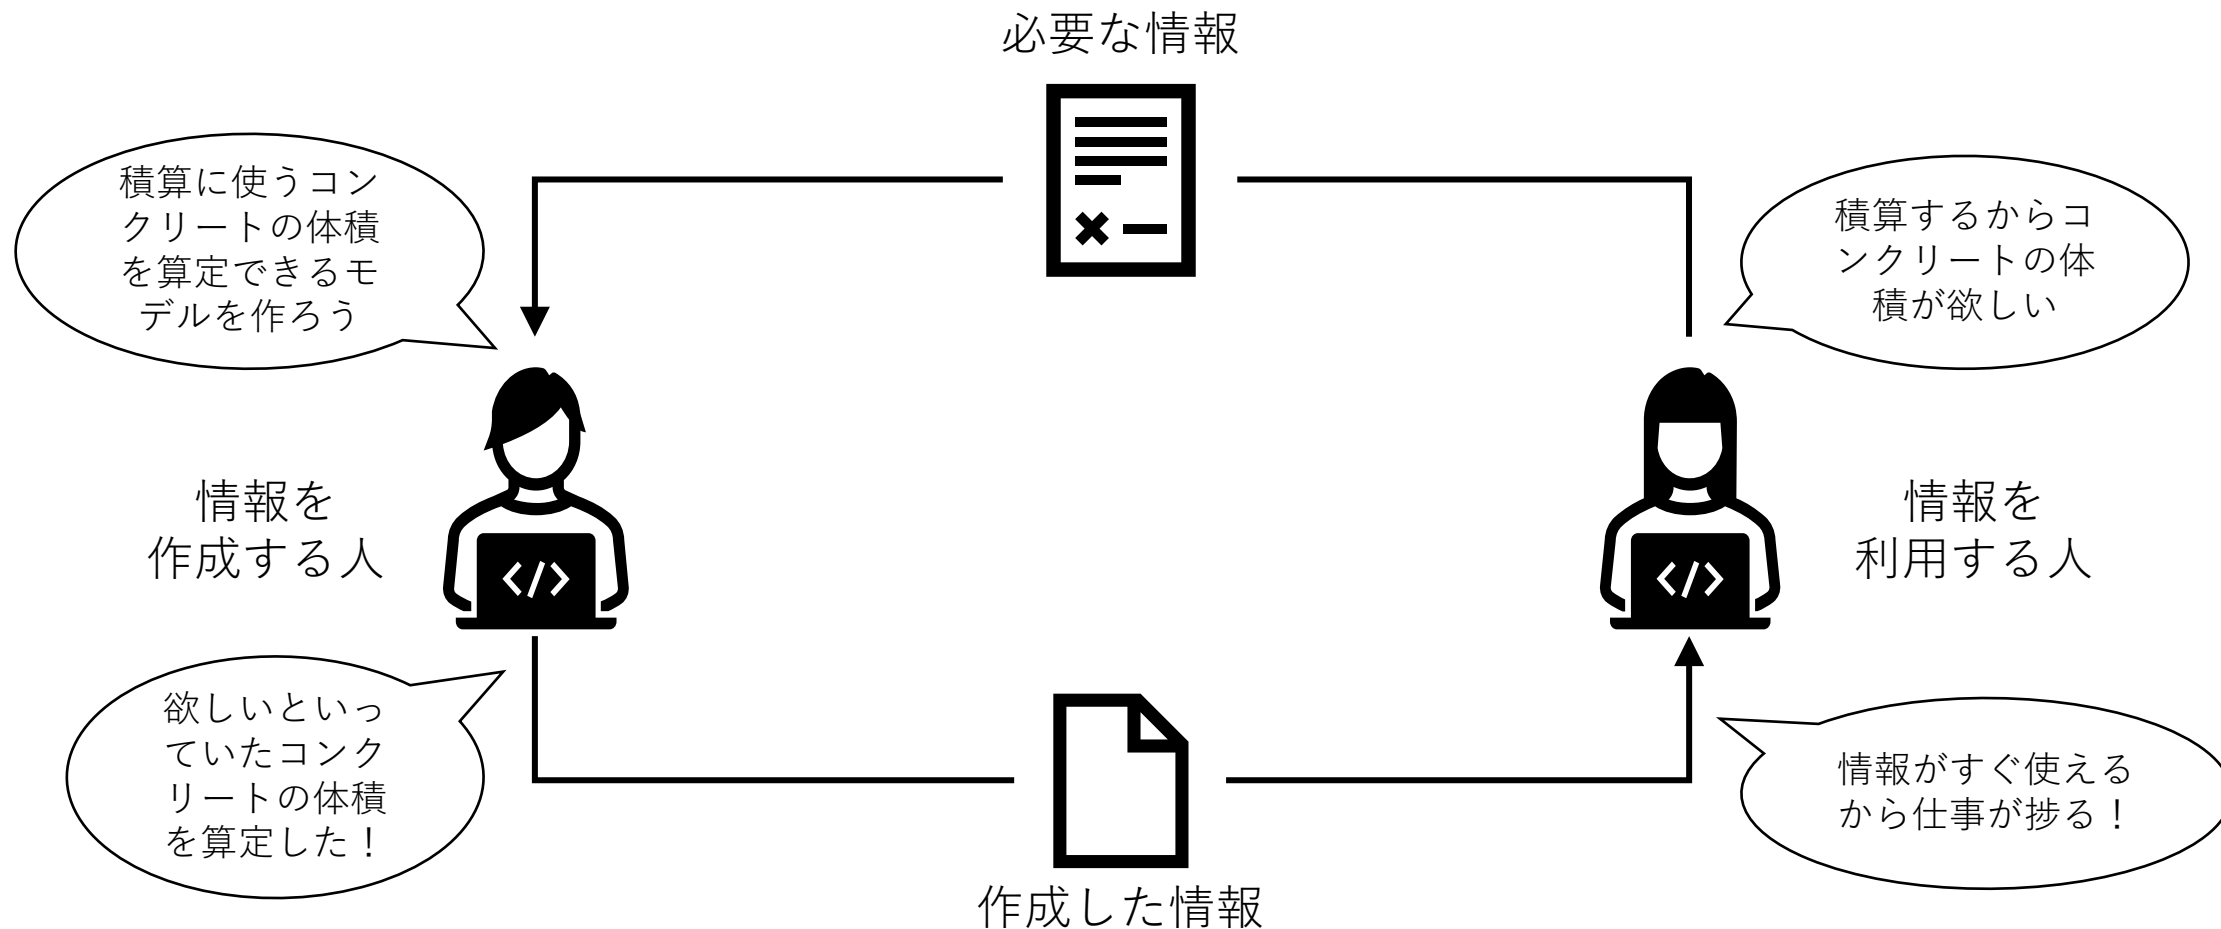 必要な情報
積算に使うコン
クリートの体積
を算定できるモ
デルを作ろう
積算するからコ
ンクリートの体
積が欲しい
情報を
作成する人
情報を
利用する人
欲しいといっ
ていたコンク
リートの体積
を算定した！
情報がすぐ使える
から仕事が捗る！
作成した情報